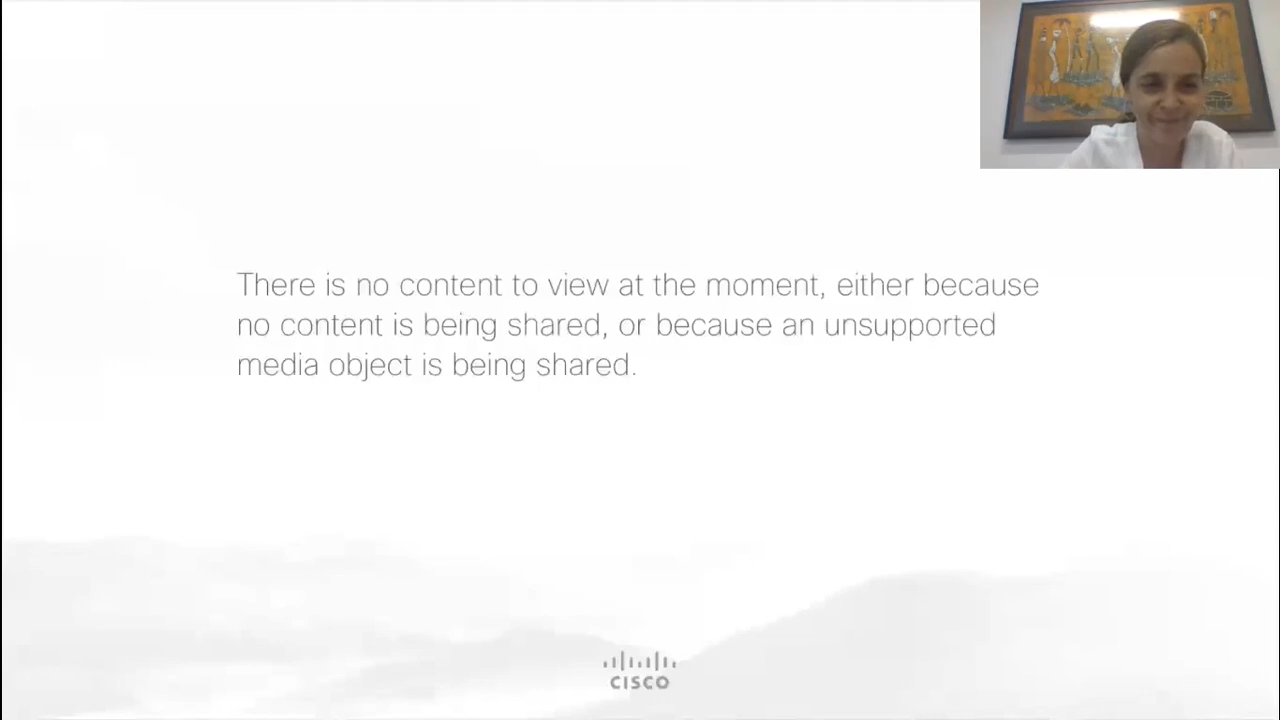 There is no content to view at the moment, either because
no content is being shared, or because an unsupported
media object is being shared.
CISCO